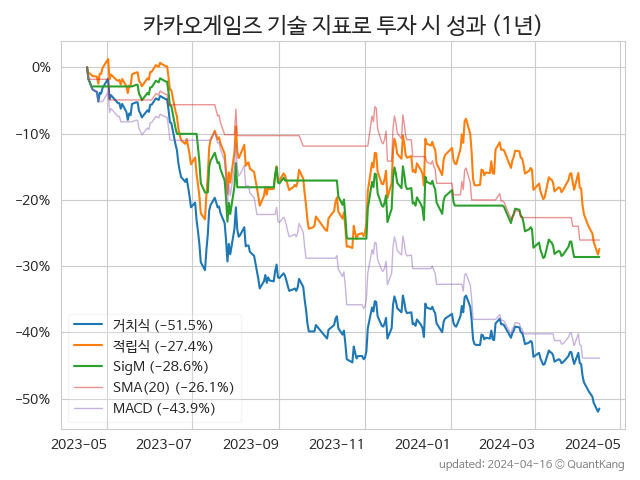 카카오게임즈 기술 지표로 투자 시 성과 (1년)
0%
−10%
−20%
−30%
−40%
−50%
거치식 (−51.5%)
적립식 (−27.4%)
SigM (−28.6%)
SMA(20) (−26.1%)
MACD (−43.9%)
2023-05 2023-07 2023-09 2023-11 2024-01 2024-03 2024-05
updated: 2024-04-16 © QuantKang